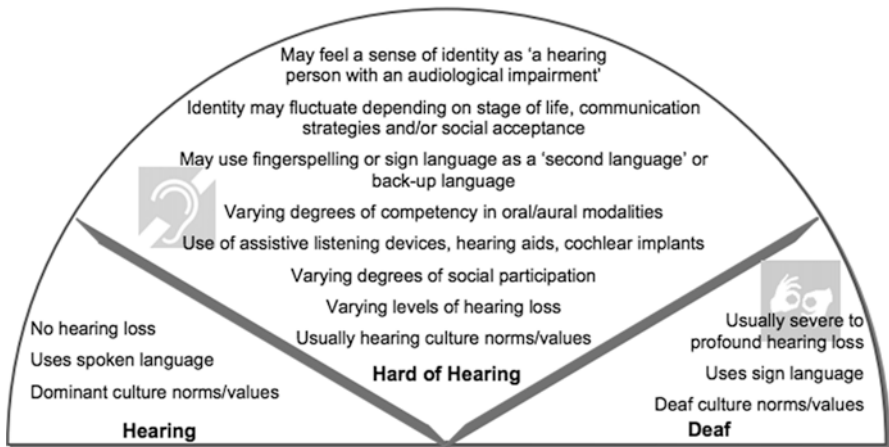 May feel a sense of identity as ‘a hearing
person with an audiological impairment’
Identity may fluctuate depending on stage of life, communication
strategies and/or social acceptance
May use fingerspelling or sign language as a ‘second language’ or
back-up language
Varying degrees of competency in oral/aural modalities
Use of assistive listening devices, hearing aids, cochlear implants
Varying degrees of social participation
Varying levels of hearing loss
Usually hearing culture norms/values
Hard of Hearing
No hearing loss
Uses spoken language
Dominant culture norms/values
Hearing
Usually severe to
profound hearing loss
Uses sign language
Deaf culture norms/values
Deaf